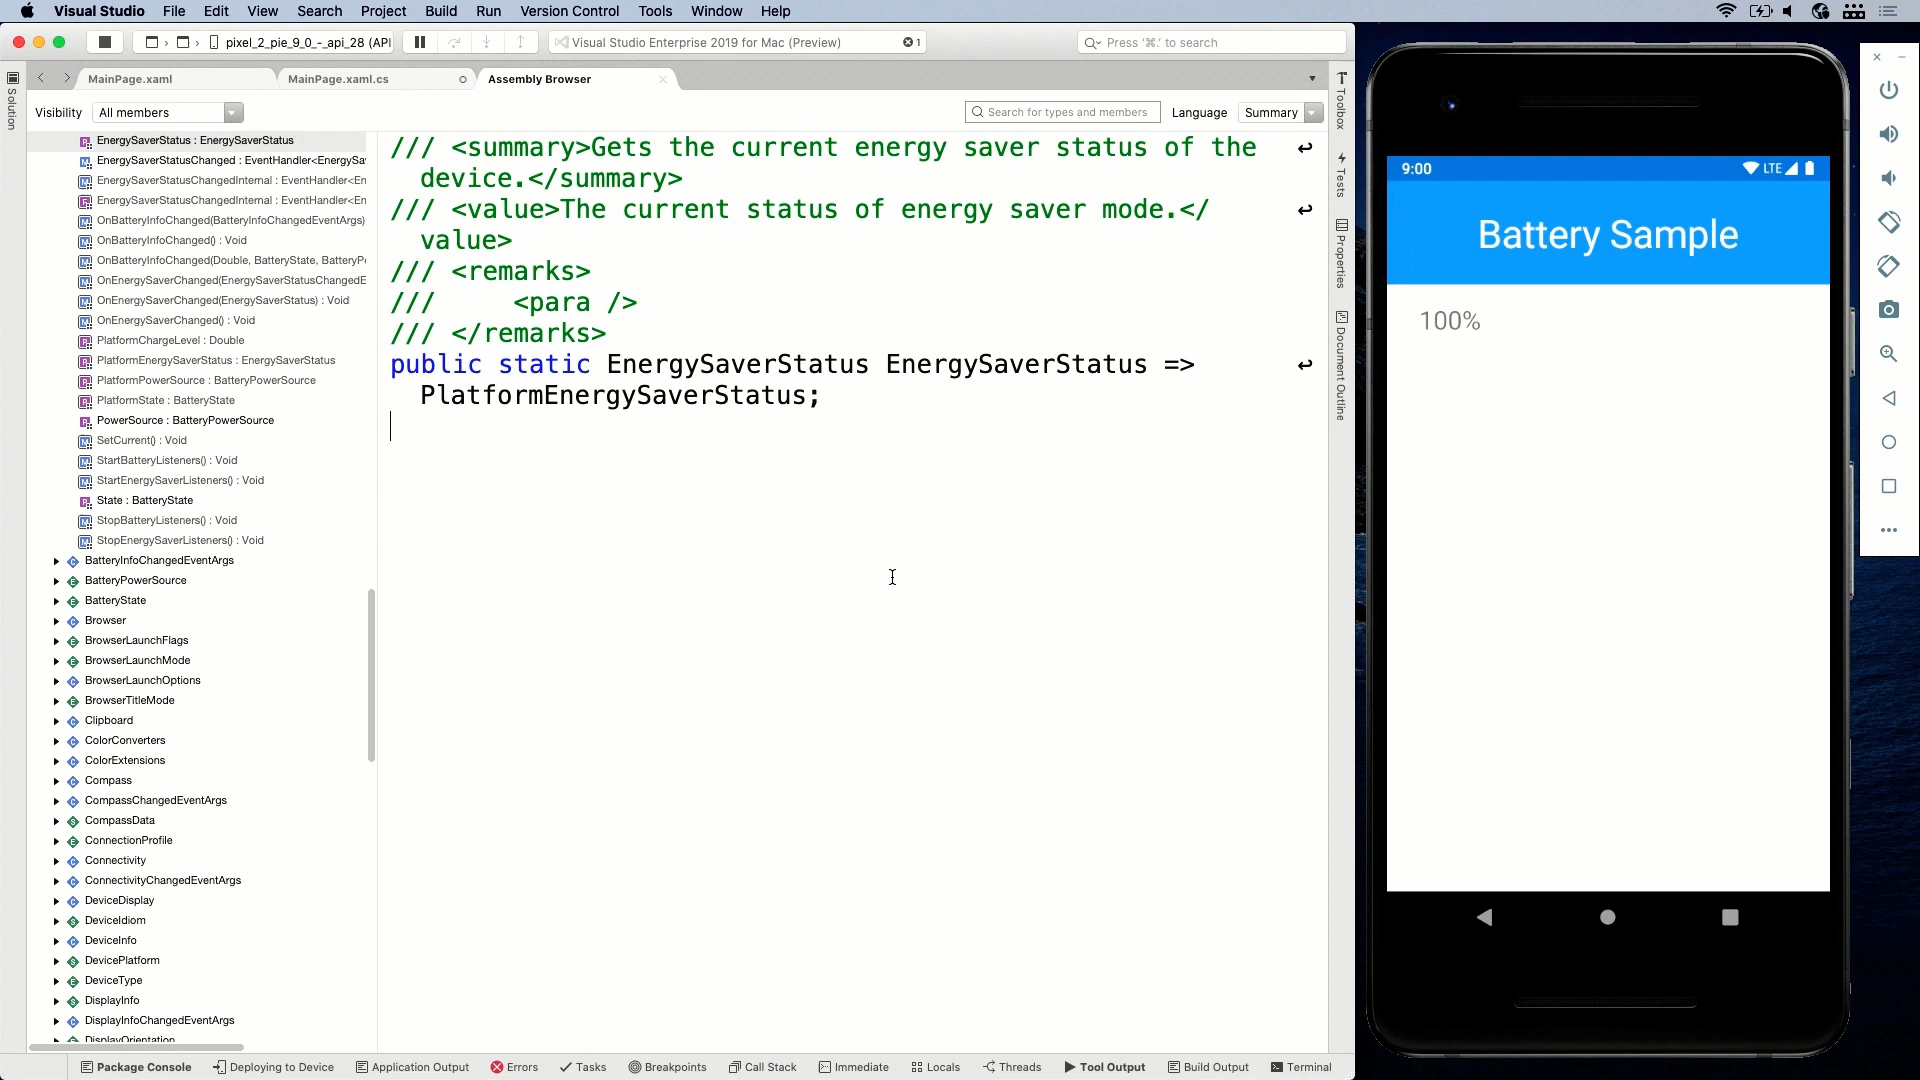 Visual Studio File Edit View Search Project Build Run Version Control Tools Window Help
pixel_2_pie_9_0_-_api_28 (API
Visual Studio Enterprise 2019 for Mac (Preview)
1
Press ‘⌘.’ to search
Solution
MainPage.xaml
MainPage.xaml.cs
Assembly Browser
Visibility
All members
Search for types and members
Language
Summary
EnergySaverStatus : EnergySaverStatus
EnergySaverStatusChanged : EventHandler<EnergySa
EnergySaverStatusChangedInternal : EventHandler<En
EnergySaverStatusChangedInternal : EventHandler<En
OnBatteryInfoChanged(BatteryInfoChangedEventArgs)
OnBatteryInfoChanged() : Void
OnBatteryInfoChanged(Double, BatteryState, BatteryP
OnEnergySaverChanged(EnergySaverStatusChangedE
OnEnergySaverChanged(EnergySaverStatus) : Void
OnEnergySaverChanged() : Void
PlatformChargeLevel : Double
PlatformEnergySaverStatus : EnergySaverStatus
PlatformPowerSource : BatteryPowerSource
PlatformState : BatteryState
PowerSource : BatteryPowerSource
SetCurrent() : Void
StartBatteryListeners() : Void
StartEnergySaverListeners() : Void
State : BatteryState
StopBatteryListeners() : Void
StopEnergySaverListeners() : Void
BatteryInfoChangedEventArgs
BatteryPowerSource
BatteryState
Browser
BrowserLaunchFlags
BrowserLaunchMode
BrowserLaunchOptions
BrowserTitleMode
Clipboard
ColorConverters
ColorExtensions
Compass
CompassChangedEventArgs
CompassData
ConnectionProfile
Connectivity
ConnectivityChangedEventArgs
DeviceDisplay
DeviceIdiom
DeviceInfo
DevicePlatform
DeviceType
DisplayInfo
DisplayInfoChangedEventArgs
DisplayOrientation
/// <summary>Gets the current energy saver status of the
device.</summary>
/// <value>The current status of energy saver mode.</
value>
/// <remarks>
///     <para />
/// </remarks>
public static EnergySaverStatus EnergySaverStatus =>
PlatformEnergySaverStatus;
Toolbox
Tests
Properties
Document Outline
Package Console
Deploying to Device
Application Output
Errors
Tasks
Breakpoints
Call Stack
Immediate
Locals
Threads
Tool Output
Build Output
Terminal
9:00
LTE
Battery Sample
100%